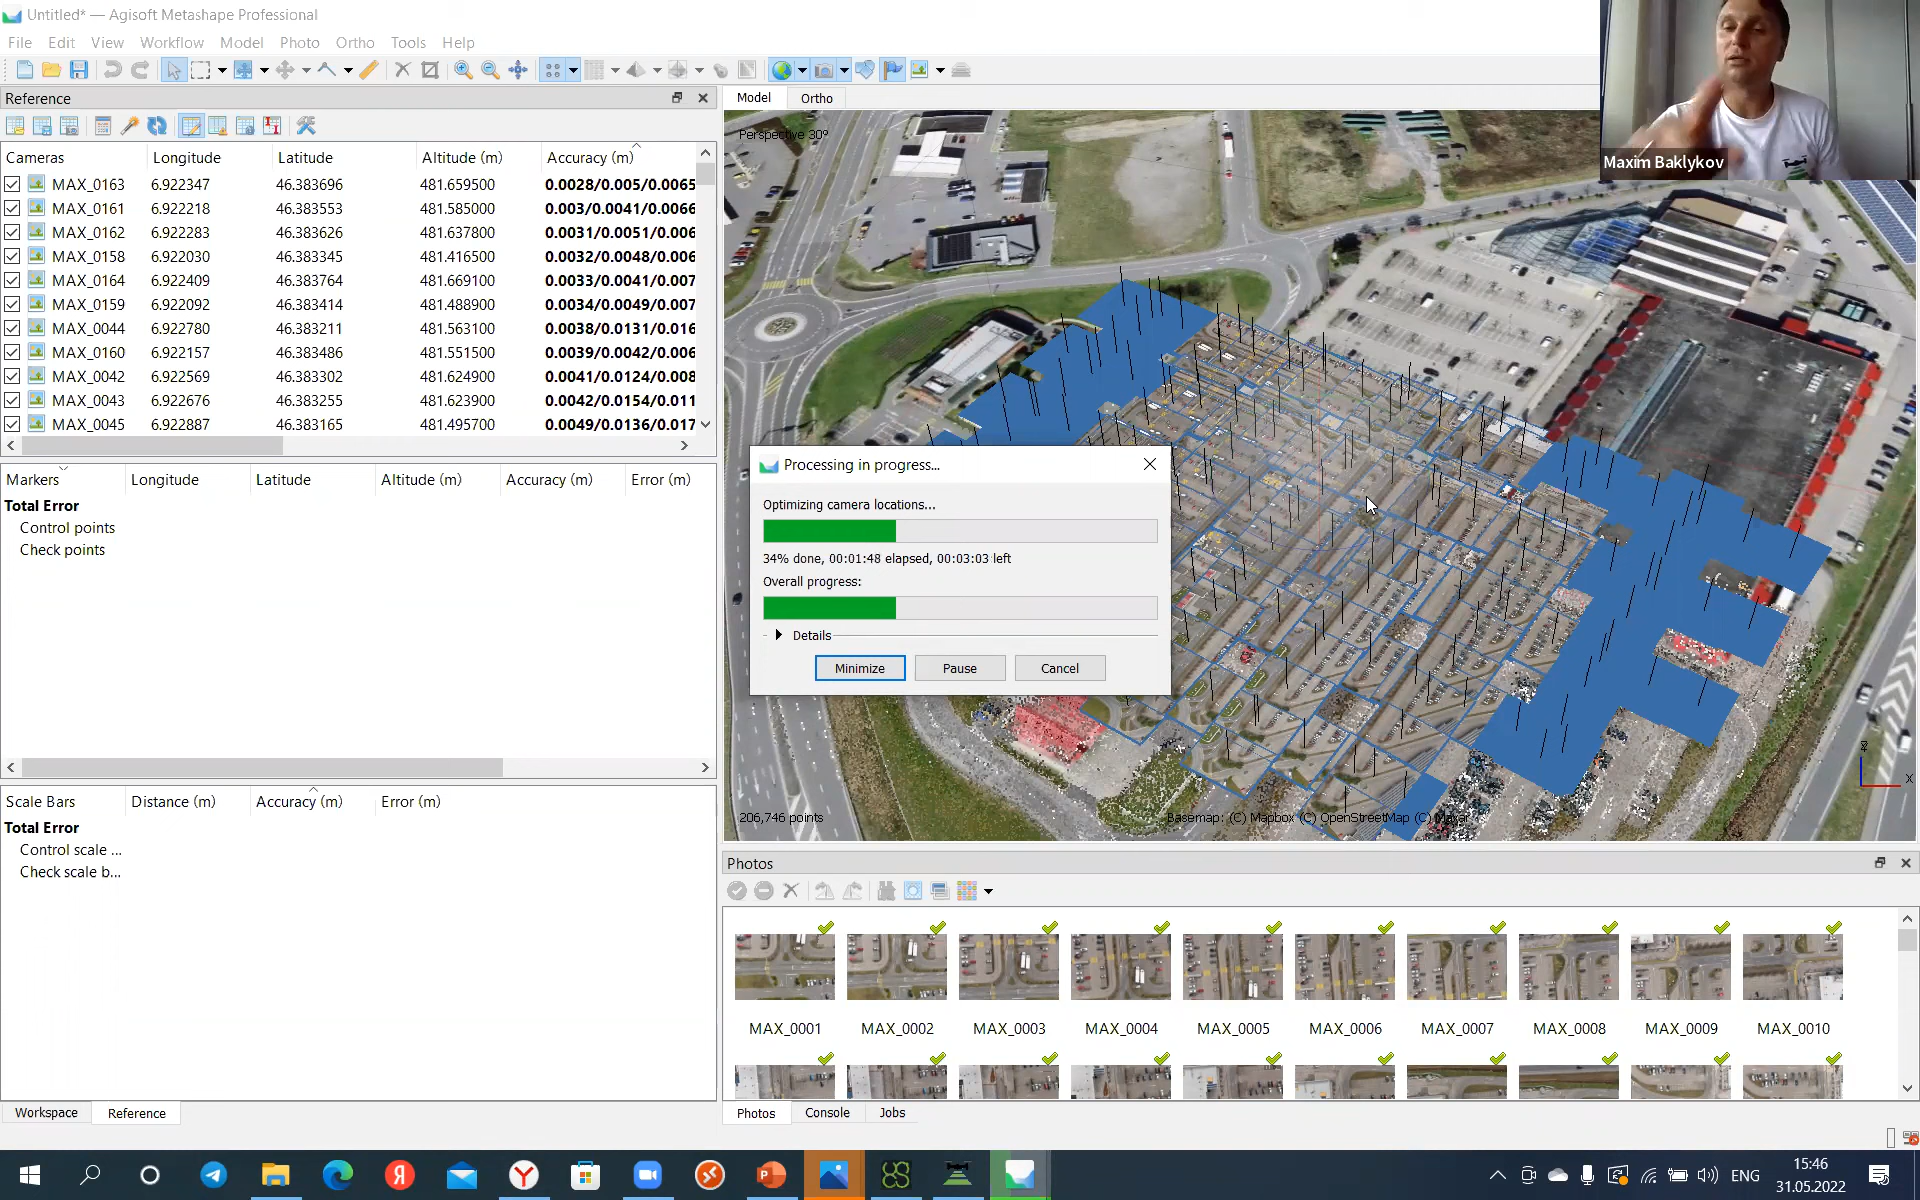 Untitled* — Agisoft Metashape Professional
File Edit View Workflow Model Photo Ortho Tools Help
Reference
Cameras Longitude Latitude Altitude (m) Accuracy (m)
MAX_0163 6.922347 46.383696 481.659500 0.0028/0.005/0.0065
MAX_0161 6.922218 46.383553 481.585000 0.003/0.0041/0.0066
MAX_0162 6.922283 46.383626 481.637800 0.0031/0.0051/0.006
MAX_0158 6.922030 46.383345 481.416500 0.0032/0.0048/0.006
MAX_0164 6.922409 46.383764 481.669100 0.0033/0.0041/0.007
MAX_0159 6.922092 46.383414 481.488900 0.0034/0.0049/0.007
MAX_0044 6.922780 46.383211 481.563100 0.0038/0.0131/0.016
MAX_0160 6.922157 46.383486 481.551500 0.0039/0.0042/0.006
MAX_0042 6.922569 46.383302 481.624900 0.0041/0.0124/0.008
MAX_0043 6.922676 46.383255 481.623900 0.0042/0.0154/0.011
MAX_0045 6.922887 46.383165 481.495700 0.0049/0.0136/0.017
Markers Longitude Latitude Altitude (m) Accuracy (m) Error (m)
Total Error
Control points
Check points
Scale Bars Distance (m) Accuracy (m) Error (m)
Total Error
Control scale ...
Check scale b...
Workspace Reference
Model Ortho
Perspective 30°
Maxim Baklykov
Processing in progress...
Optimizing camera locations...
34% done, 00:01:48 elapsed, 00:03:03 left
Overall progress:
Details
Minimize Pause Cancel
X
206,746 points
Basemap: (C) Mapbox (C) OpenStreetMap (C) Maxar
Photos
MAX_0001 MAX_0002 MAX_0003 MAX_0004 MAX_0005 MAX_0006 MAX_0007 MAX_0008 MAX_0009 MAX_0010
Photos Console Jobs
ENG
15:46
31.05.2022